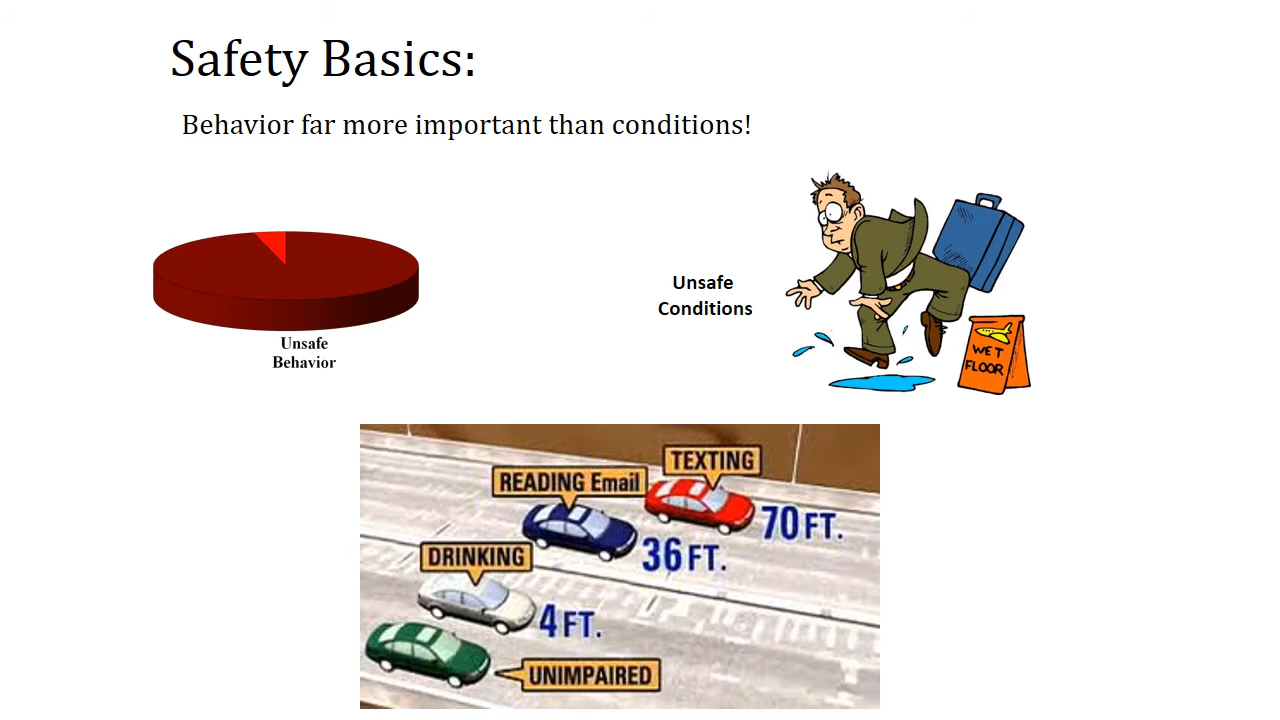 Safety Basics:
Behavior far more important than conditions!
Unsafe
Behavior
Unsafe
Conditions
WET
FLOOR
TEXTING
READING Email
70 FT.
36 FT.
DRINKING
4 FT.
UNIMPAIRED